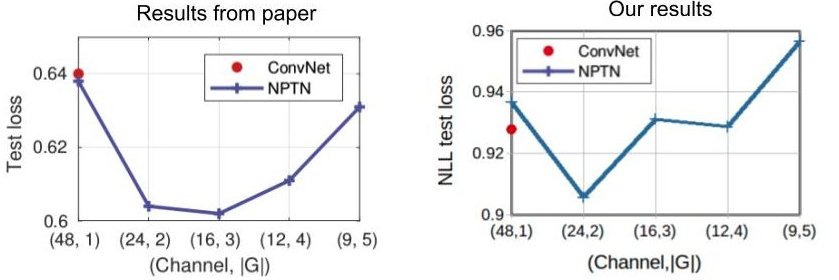 Results from paper
0.64
0.62
0.6
Test loss
ConvNet
NPTN
(48, 1) (24, 2) (16, 3) (12, 4) (9, 5)
(Channel, |G|)
Our results
0.96
0.94
0.92
0.9
NLL test loss
ConvNet
NPTN
(48,1) (24,2) (16,3) (12,4) (9,5)
(Channel,|G|)